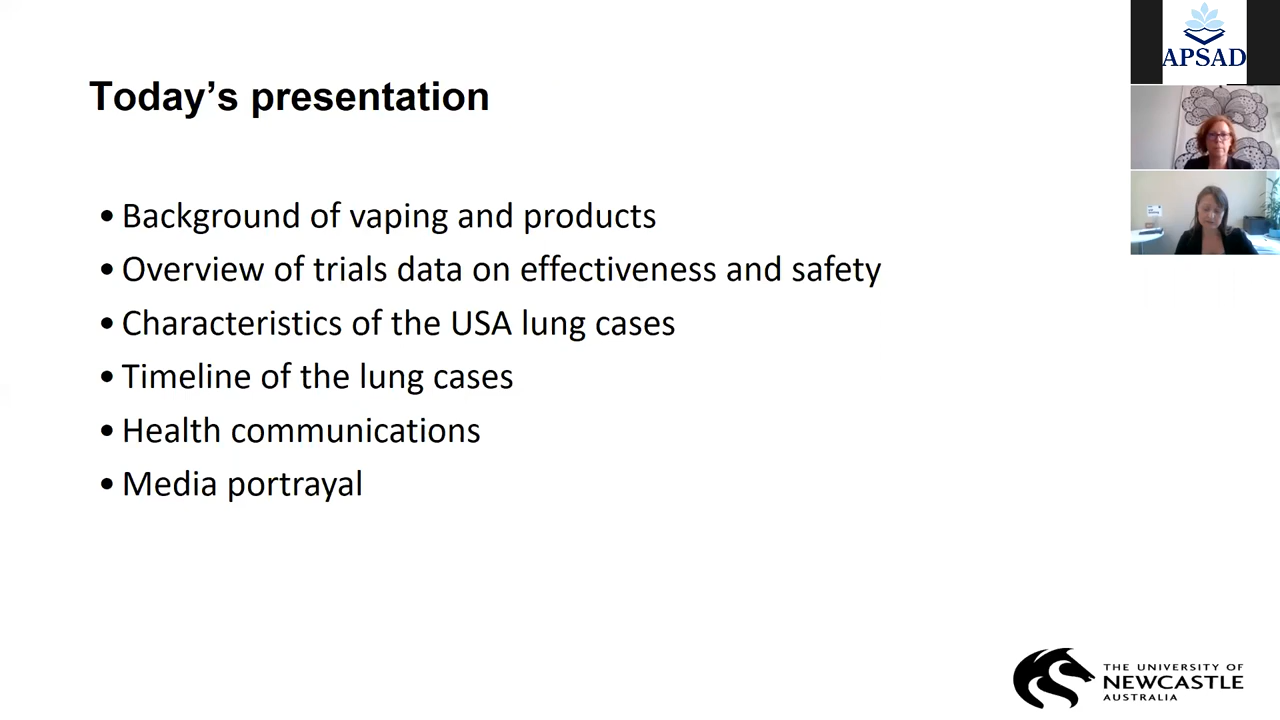 Today's presentation
• Background of vaping and products
• Overview of trials data on effectiveness and safety
• Characteristics of the USA lung cases
• Timeline of the lung cases
• Health communications
• Media portrayal
APSAD
THE UNIVERSITY OF
NEWCASTLE
AUSTRALIA